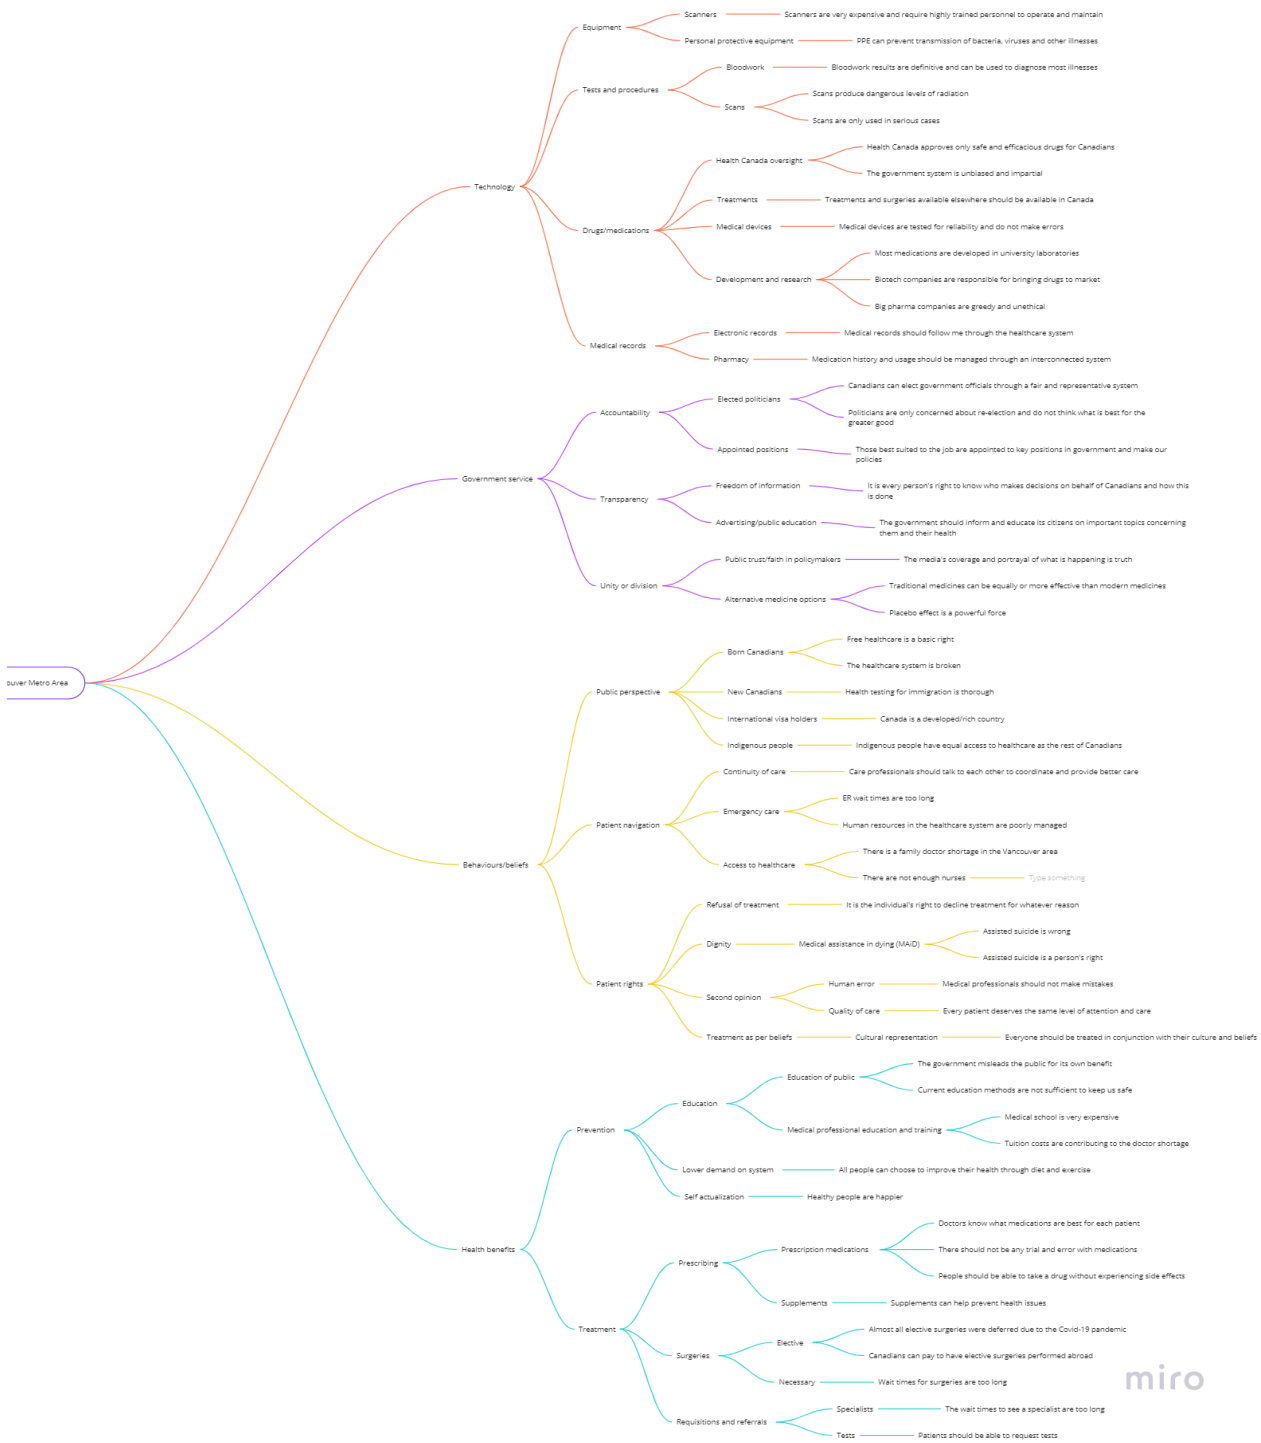 Scanners
Scanners are very expensive and require highly trained personnel to operate and maintain
Equipment
Personal protective equipment
PPE can prevent transmission of bacteria, viruses and other illnesses
Bloodwork
Bloodwork results are definitive and can be used to diagnose most illnesses
Tests and procedures
Scans produce dangerous levels of radiation
Scans
Scans are only used in serious cases
Health Canada approves only safe and efficacious drugs for Canadians
Health Canada oversight
The government system is unbiased and impartial
Technology
Treatments
Treatments and surgeries available elsewhere should be available in Canada
Medical devices
Medical devices are tested for reliability and do not make errors
Drugs/medications
Most medications are developed in university laboratories
Development and research
Biotech companies are responsible for bringing drugs to market
Big pharma companies are greedy and unethical
Electronic records
Medical records should follow me through the healthcare system
Medical records
Pharmacy
Medication history and usage should be managed through an interconnected system
Canadians can elect government officials through a fair and representative system
Elected politicians
Politicians are only concerned about re-election and do not think what is best for the
greater good
Accountability
Appointed positions
Those best suited to the job are appointed to key positions in government and make our
policies
Government service
Freedom of information
It is every person's right to know who makes decisions on behalf of Canadians and how this
is done
Transparency
Advertising/public education
The government should inform and educate its citizens on important topics concerning
them and their health
Public trust/faith in policymakers
The media's coverage and portrayal of what is happening is truth
Unity or division
Traditional medicines can be equally or more effective than modern medicines
Alternative medicine options
Placebo effect is a powerful force
Free healthcare is a basic right
Born Canadians
The healthcare system is broken
ouver Metro Area
Public perspective
New Canadians
Health testing for immigration is thorough
International visa holders
Canada is a developed/rich country
Indigenous people
Indigenous people have equal access to healthcare as the rest of Canadians
Continuity of care
Care professionals should talk to each other to coordinate and provide better care
ER wait times are too long
Emergency care
Human resources in the healthcare system are poorly managed
Patient navigation
There is a family doctor shortage in the Vancouver area
Access to healthcare
There are not enough nurses
Type something
Behaviours/beliefs
Refusal of treatment
It is the individual's right to decline treatment for whatever reason
Assisted suicide is wrong
Dignity
Medical assistance in dying (MAiD)
Assisted suicide is a person's right
Patient rights
Human error
Medical professionals should not make mistakes
Second opinion
Quality of care
Every patient deserves the same level of attention and care
Treatment as per beliefs
Cultural representation
Everyone should be treated in conjunction with their culture and beliefs
The government misleads the public for its own benefit
Education of public
Current education methods are not sufficient to keep us safe
Education
Medical school is very expensive
Medical professional education and training
Tuition costs are contributing to the doctor shortage
Prevention
Lower demand on system
All people can choose to improve their health through diet and exercise
Self actualization
Healthy people are happier
Health benefits
Doctors know what medications are best for each patient
Prescription medications
There should not be any trial and error with medications
People should be able to take a drug without experiencing side effects
Prescribing
Supplements
Supplements can help prevent health issues
Treatment
Almost all elective surgeries were deferred due to the Covid-19 pandemic
Elective
Canadians can pay to have elective surgeries performed abroad
Surgeries
Necessary
Wait times for surgeries are too long
Specialists
The wait times to see a specialist are too long
Requisitions and referrals
Tests
Patients should be able to request tests
miro